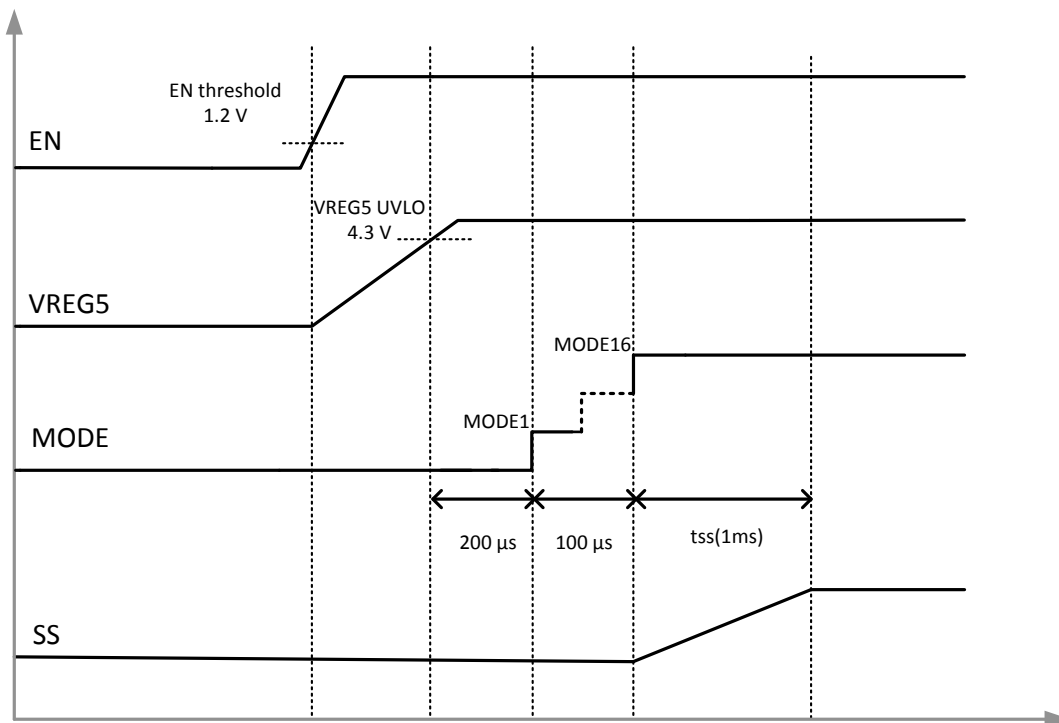 EN threshold
1.2 V
EN
VREG5 UVLO
4.3 V
VREG5
MODE16
MODE1
MODE
200 µs
100 µs
tss(1ms)
SS